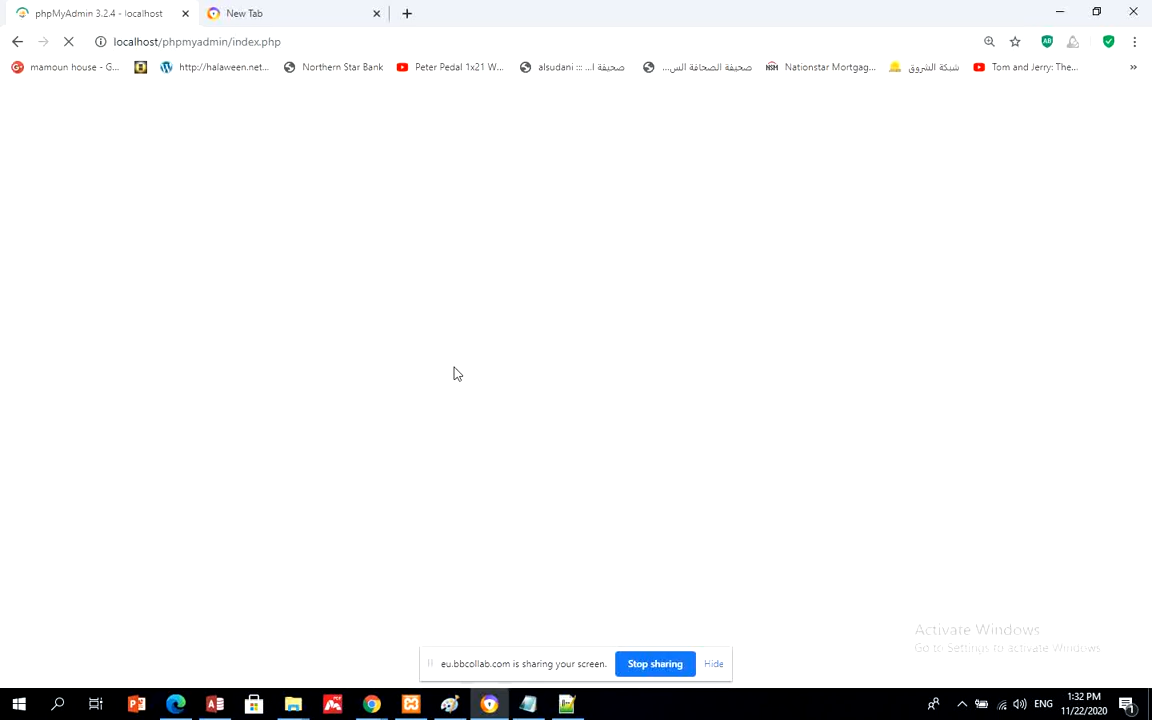 phpMyAdmin 3.2.4 - localhost
New Tab
localhost/phpmyadmin/index.php
mamoun house - G...
http://halaween.net...
Northern Star Bank
Peter Pedal 1x21 W...
alsudani ::: صحيفة ا...
صحيفة الصحافة الس...
Nationstar Mortgag...
شبكة الشروق
Tom and Jerry: The...
»
Activate Windows
Go to Settings to activate Windows
eu.bbcollab.com is sharing your screen.
Stop sharing
Hide
ENG
1:32 PM
11/22/2020
1